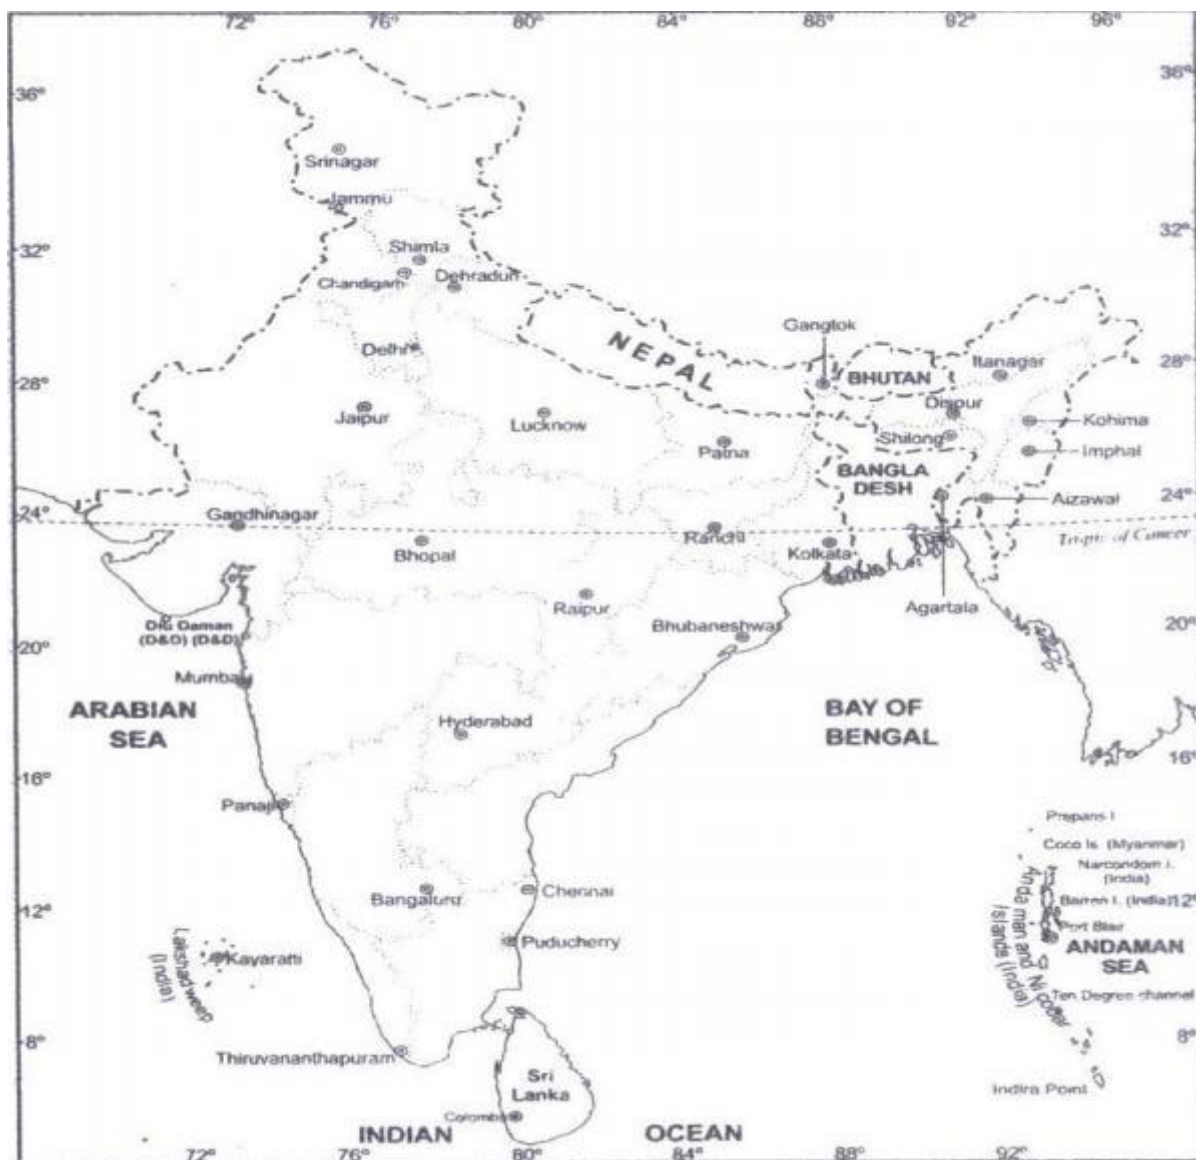 72° 76° 80° 84° 88° 92° 96°
36°
36°
Srinagar
Jammu
32°
32°
Shimla
Chandigarh
Dehradun
Gangtok
NEPAL
Delhi
BHUTAN
Itanagar
28°
28°
Jaipur
Lucknow
Dispur
Kohima
Patna
Shilong
Imphal
BANGLA
DESH
24°
24°
Gandhinagar
Aizawal
Ranchi
Bhopal
Kolkata
Tropic of Cancer
Raipur
Agartala
Bhubaneshwar
20°
20°
Diu Daman
(D&D) (D&D)
Mumbai
ARABIAN
SEA
Hyderabad
BAY OF
BENGAL
16°
16°
Panaji
Prepans I
Coco Is. (Myanmar)
Narcondom I.
(India)
Bangaluru
Chennai
Barren I. (India)
12°
12°
Port Blair
Puducherry
ANDAMAN
SEA
Lakshadweep
(India)
Kayaratti
Andaman and Nicobar
Islands (India)
Ten Degree channel
8°
8°
Thiruvananthapuram
Sri
Lanka
Indira Point
Colombo
INDIAN OCEAN
72° 76° 80° 84° 88° 92°